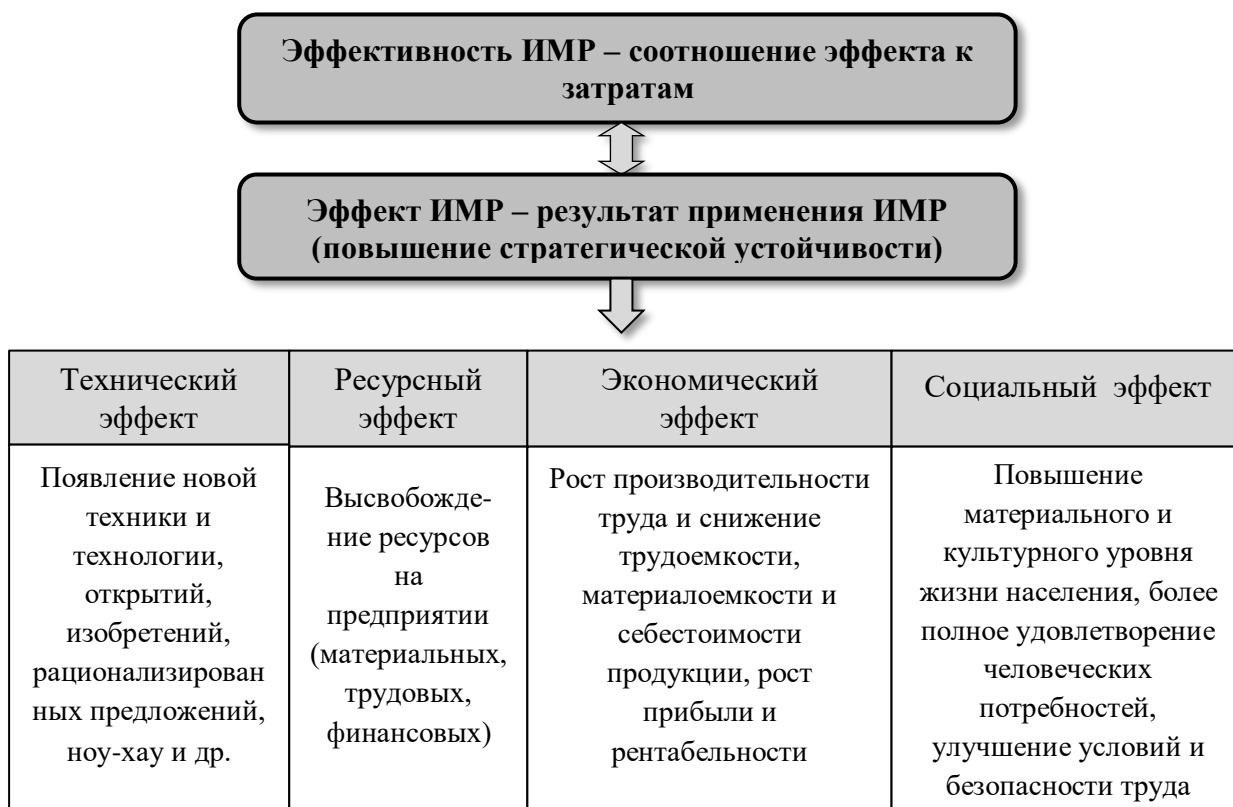 Эффективность ИМР – соотношение эффекта к
затратам
Эффект ИМР – результат применения ИМР
(повышение стратегической устойчивости)
Технический
эффект
Ресурсный
эффект
Экономический
эффект
Социальный эффект
Появление новой
техники и
технологии,
открытий,
изобретений,
рационализирован
ных предложений,
ноу-хау и др.
Высвобожде-
ние ресурсов
на
предприятии
(материальных,
трудовых,
финансовых)
Рост производительности
труда и снижение
трудоемкости,
материалоемкости и
себестоимости
продукции, рост
прибыли и
рентабельности
Повышение
материального и
культурного уровня
жизни населения, более
полное удовлетворение
человеческих
потребностей,
улучшение условий и
безопасности труда